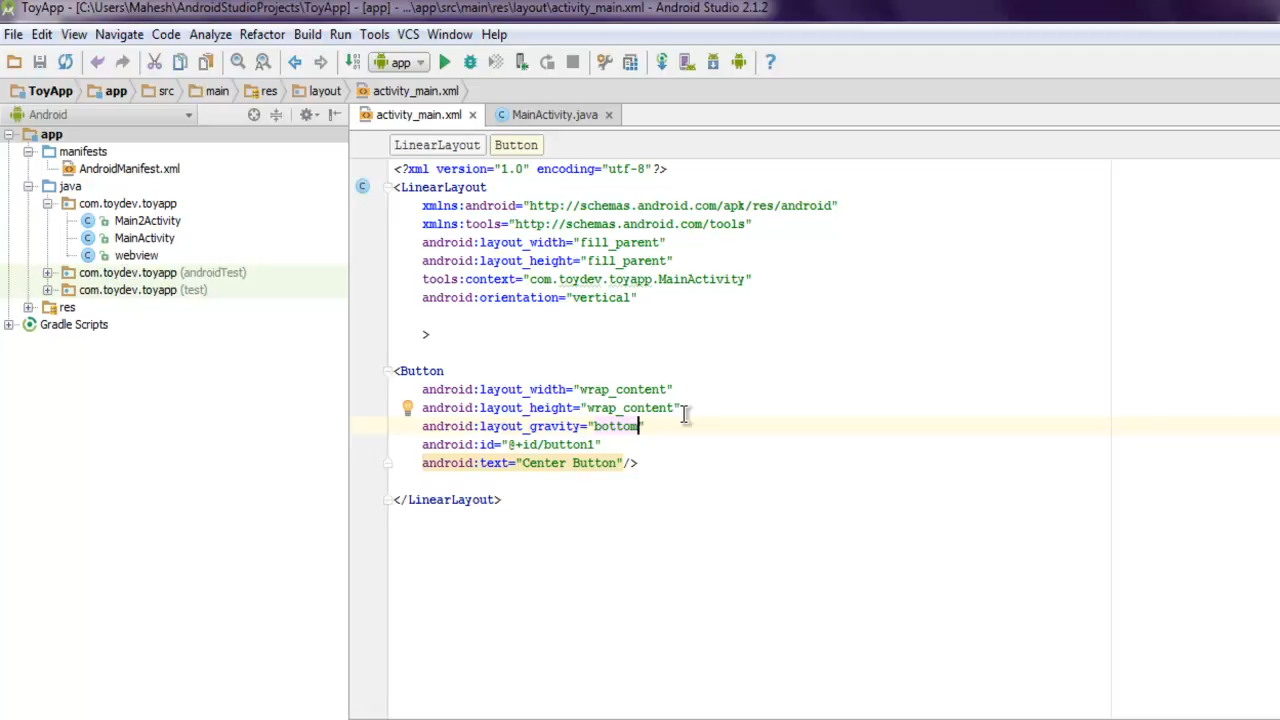 ToyApp - [C:\Users\Mahesh\AndroidStudioProjects\ToyApp] - [app] - ...\app\src\main\res\layout\activity_main.xml - Android Studio 2.1.2
File Edit View Navigate Code Analyze Refactor Build Run Tools VCS Window Help
app
ToyApp app src main res layout activity_main.xml
Android
activity_main.xml MainActivity.java
app
manifests
AndroidManifest.xml
java
com.toydev.toyapp
Main2Activity
MainActivity
webview
com.toydev.toyapp (androidTest)
com.toydev.toyapp (test)
res
Gradle Scripts
LinearLayout Button
<?xml version="1.0" encoding="utf-8"?>
<LinearLayout
xmlns:android="http://schemas.android.com/apk/res/android"
xmlns:tools="http://schemas.android.com/tools"
android:layout_width="fill_parent"
android:layout_height="fill_parent"
tools:context="com.toydev.toyapp.MainActivity"
android:orientation="vertical"
>
<Button
android:layout_width="wrap_content"
android:layout_height="wrap_content"
android:layout_gravity="bottom"
android:id="@+id/button1"
android:text="Center Button"/>
</LinearLayout>